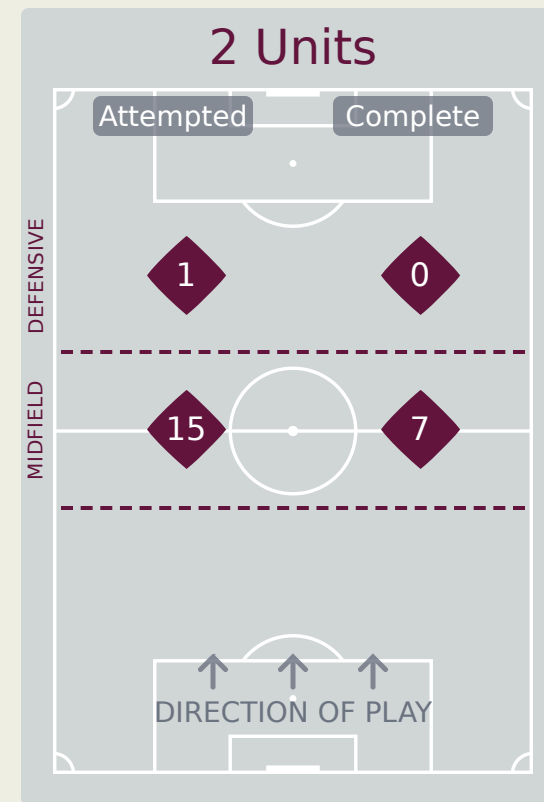 2 Units
Attempted
Complete
DEFENSIVE
1
0
MIDFIELD
15
7
DIRECTION OF PLAY